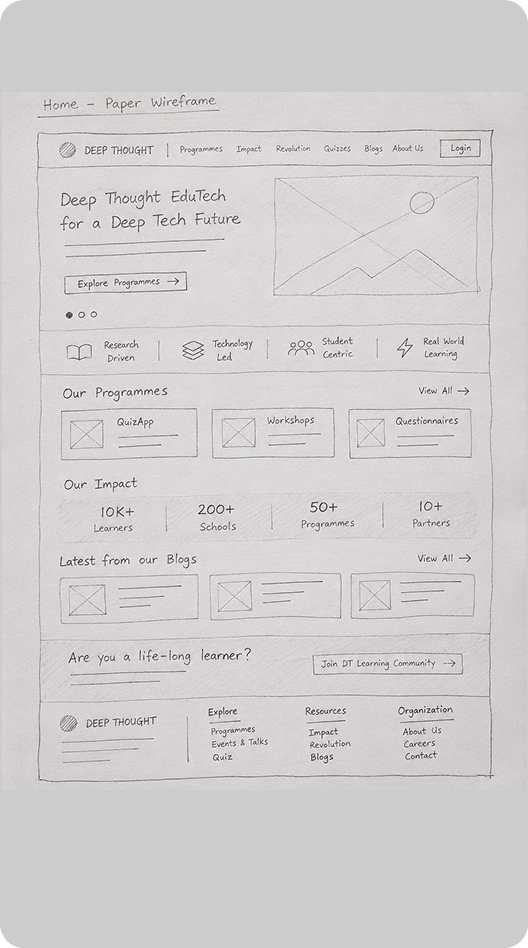 Home – Paper Wireframe
DEEP THOUGHT
Programmes
Impact
Revolution
Quizzes
Blogs
About Us
Login
Deep Thought EduTech
for a Deep Tech Future
Explore Programmes →
Research
Driven
Technology
Led
Student
Centric
Real World
Learning
Our Programmes
View All →
QuizApp
Workshops
Questionnaires
Our Impact
10K+
Learners
200+
Schools
50+
Programmes
10+
Partners
Latest from our Blogs
View All →
Are you a life-long learner?
Join DT Learning Community →
DEEP THOUGHT
Explore
Programmes
Events & Talks
Quiz
Resources
Impact
Revolution
Blogs
Organization
About Us
Careers
Contact